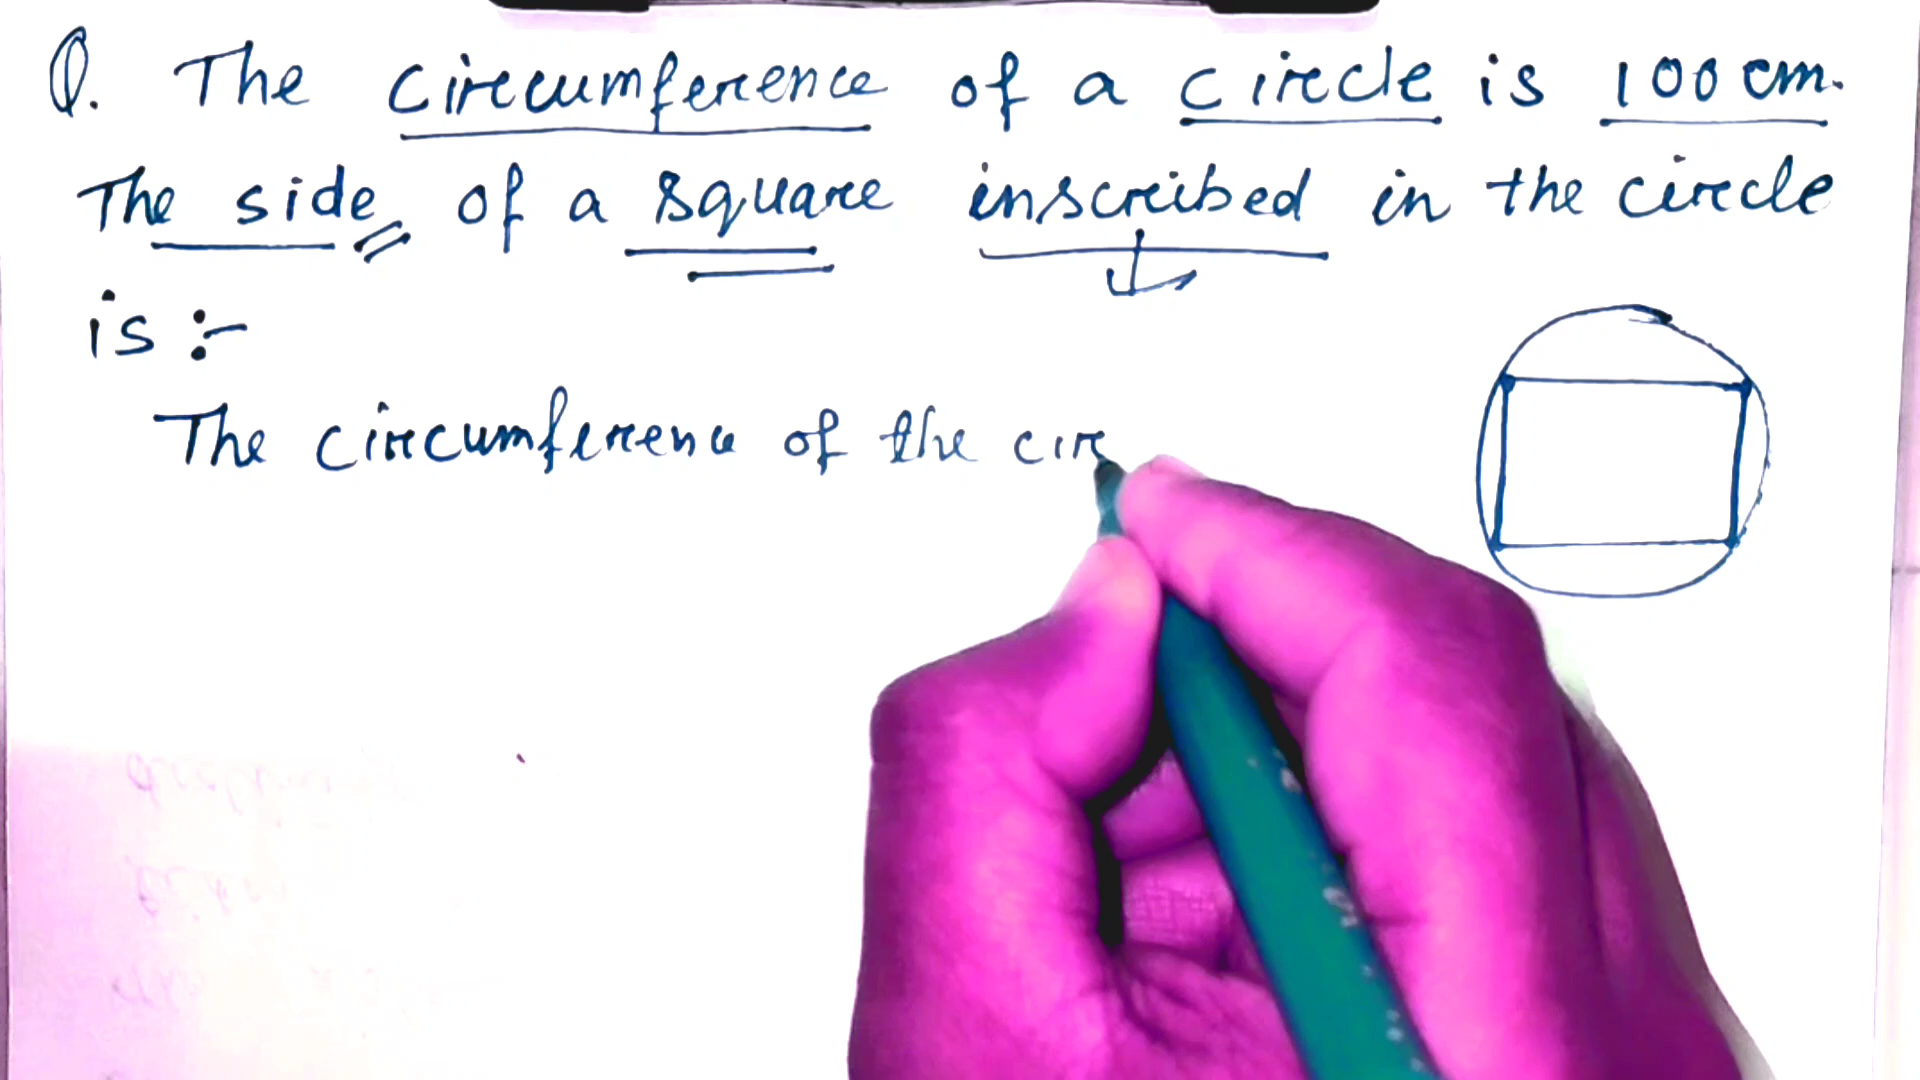 Q. The circumference of a circle is 100 cm.
The side of a square inscribed in the circle
is :-
The circumference of the cir